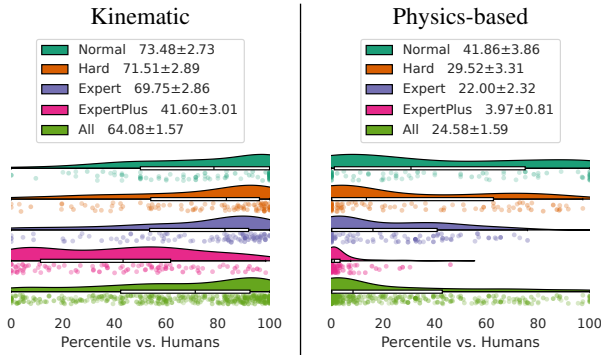 Kinematic
Normal 73.48±2.73
Hard 71.51±2.89
Expert 69.75±2.86
ExpertPlus 41.60±3.01
All 64.08±1.57
0 20 40 60 80 100
Percentile vs. Humans
Physics-based
Normal 41.86±3.86
Hard 29.52±3.31
Expert 22.00±2.32
ExpertPlus 3.97±0.81
All 24.58±1.59
0 20 40 60 80 100
Percentile vs. Humans